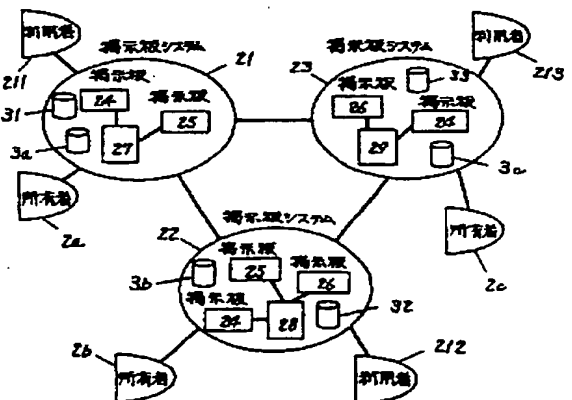 利用者
211
掲示板システム
21
掲示板
24
掲示板
25
31
3a
27
所有者
2a
掲示板システム
23
33
利用者
213
掲示板
26
掲示板
24
29
3c
所有者
2c
掲示板システム
22
掲示板
25
掲示板
26
3b
掲示板
24
28
32
2b
所有者
212
利用者